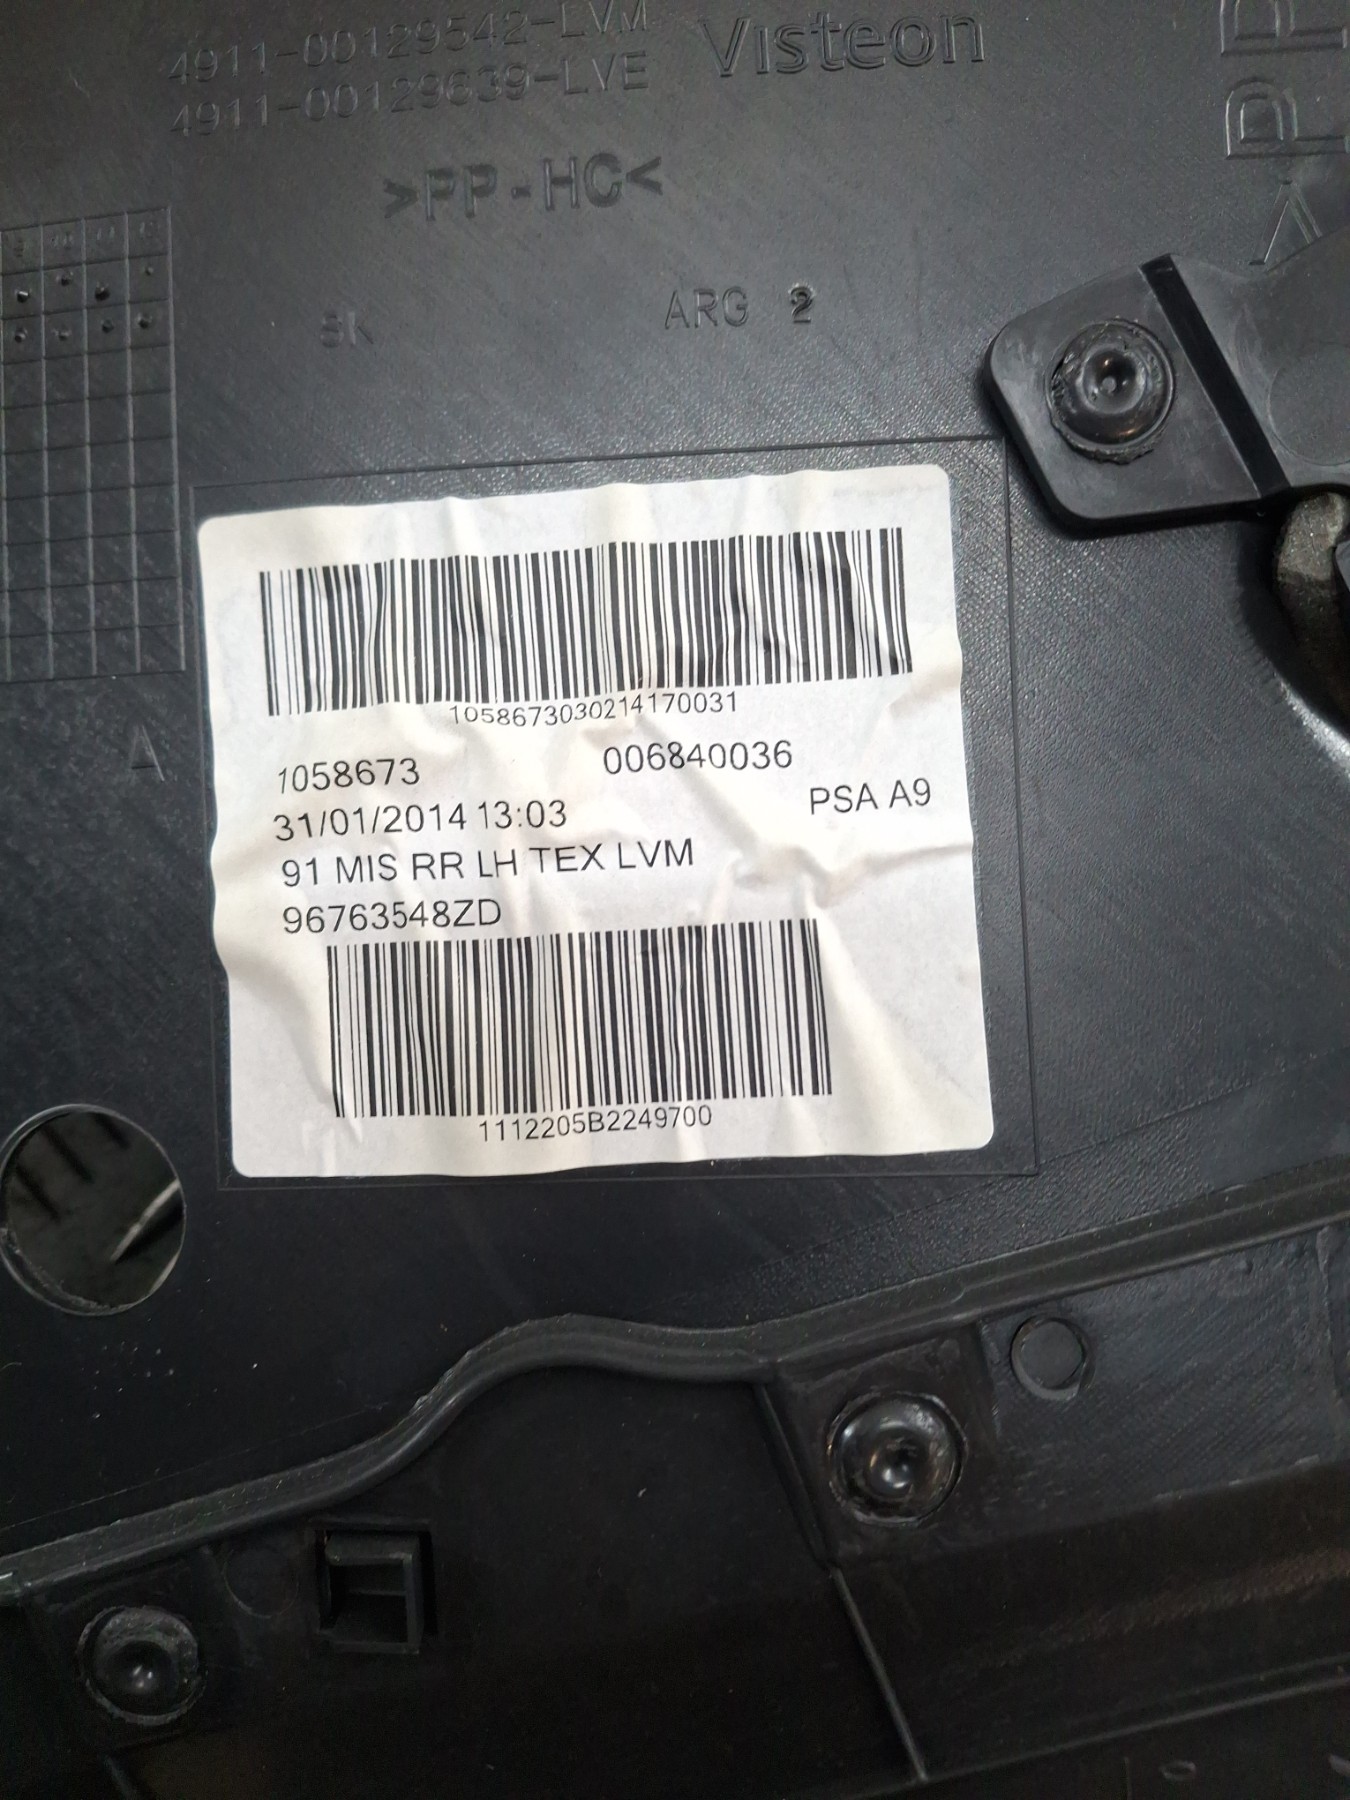 4911-00129542-LVM
4911-00129639-LVE
Visteon
>PP-HC<
ARG 2
1058673030214170031
1058673
006840036
31/01/2014 13:03
PSA A9
91 MIS RR LH TEX LVM
96763548ZD
1112205B2249700
A